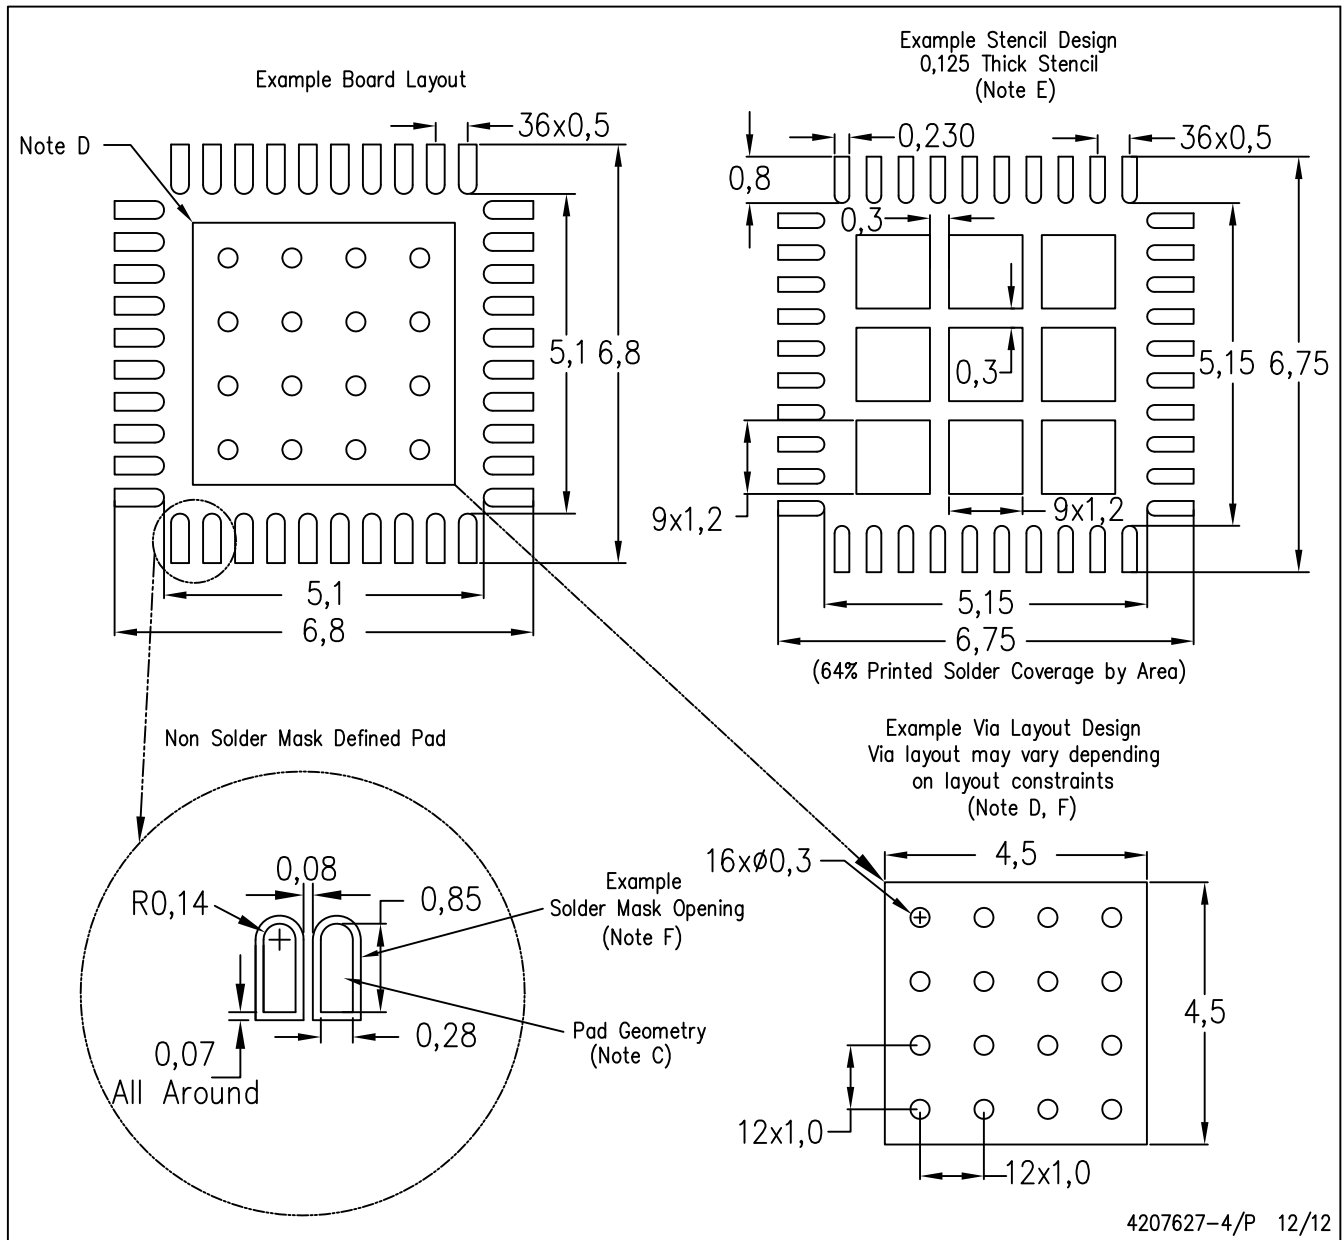 Example Board Layout
Note D
36x0,5
5,1
6,8
5,1
6,8
Example Stencil Design
0,125 Thick Stencil
(Note E)
0,230
36x0,5
0,8
0,3
0,3
5,15
6,75
9x1,2
9x1,2
5,15
6,75
(64% Printed Solder Coverage by Area)
Non Solder Mask Defined Pad
0,08
R0,14
0,85
Example
Solder Mask Opening
(Note F)
0,28
Pad Geometry
(Note C)
0,07
All Around
Example Via Layout Design
Via layout may vary depending
on layout constraints
(Note D, F)
16xø0,3
4,5
4,5
12x1,0
12x1,0
4207627-4/P 12/12